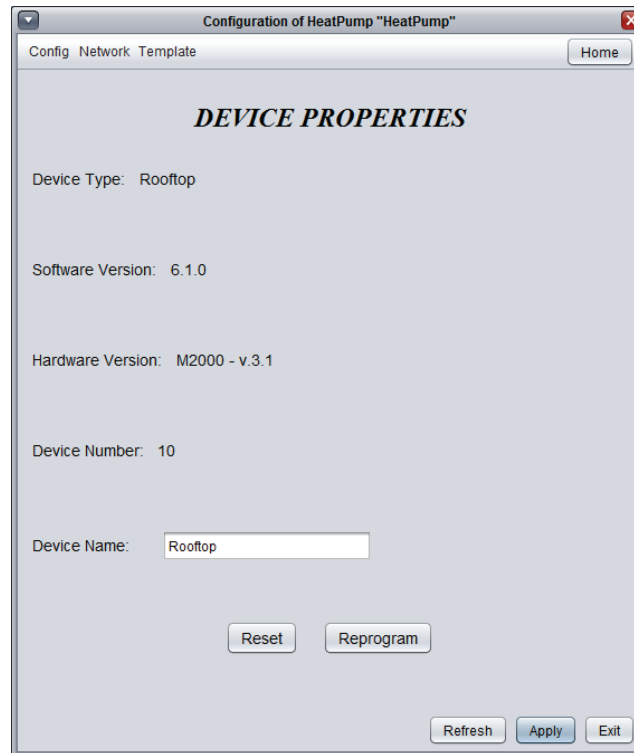 Configuration of HeatPump "HeatPump"
Config Network Template Home
DEVICE PROPERTIES
Device Type: Rooftop
Software Version: 6.1.0
Hardware Version: M2000 - v.3.1
Device Number: 10
Device Name: Rooftop
Reset Reprogram
Refresh Apply Exit